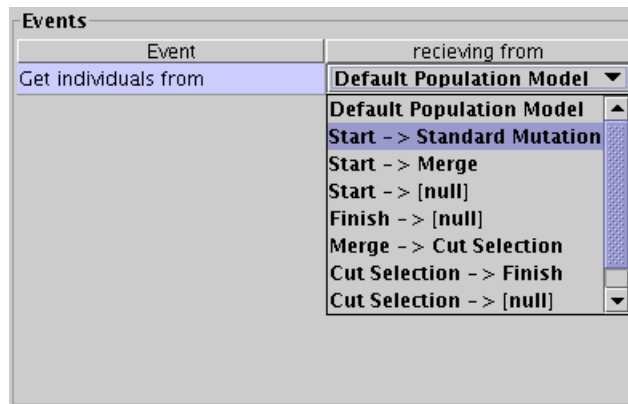 Events
Event recieving from
Get individuals from Default Population Model
Default Population Model
Start -> Standard Mutation
Start -> Merge
Start -> [null]
Finish -> [null]
Merge -> Cut Selection
Cut Selection -> Finish
Cut Selection -> [null]